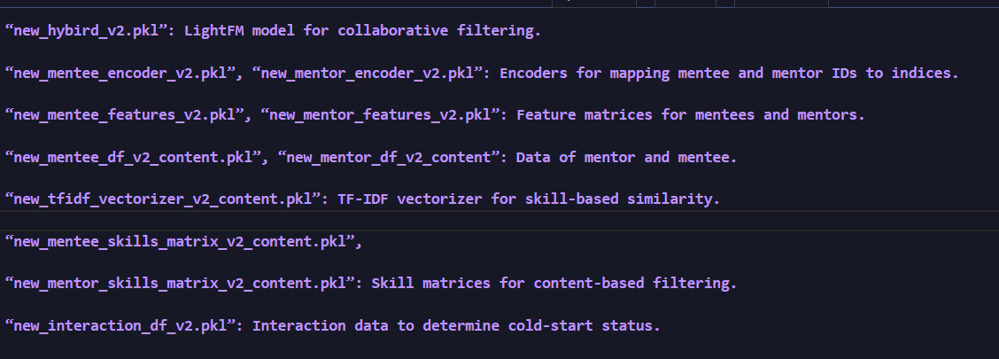 “new_hybird_v2.pkl”: LightFM model for collaborative filtering.
“new_mentee_encoder_v2.pkl”, “new_mentor_encoder_v2.pkl”: Encoders for mapping mentee and mentor IDs to indices.
“new_mentee_features_v2.pkl”, “new_mentor_features_v2.pkl”: Feature matrices for mentees and mentors.
“new_mentee_df_v2_content.pkl”, “new_mentor_df_v2_content”: Data of mentor and mentee.
“new_tfidf_vectorizer_v2_content.pkl”: TF-IDF vectorizer for skill-based similarity.
“new_mentee_skills_matrix_v2_content.pkl”,
“new_mentor_skills_matrix_v2_content.pkl”: Skill matrices for content-based filtering.
“new_interaction_df_v2.pkl”: Interaction data to determine cold-start status.